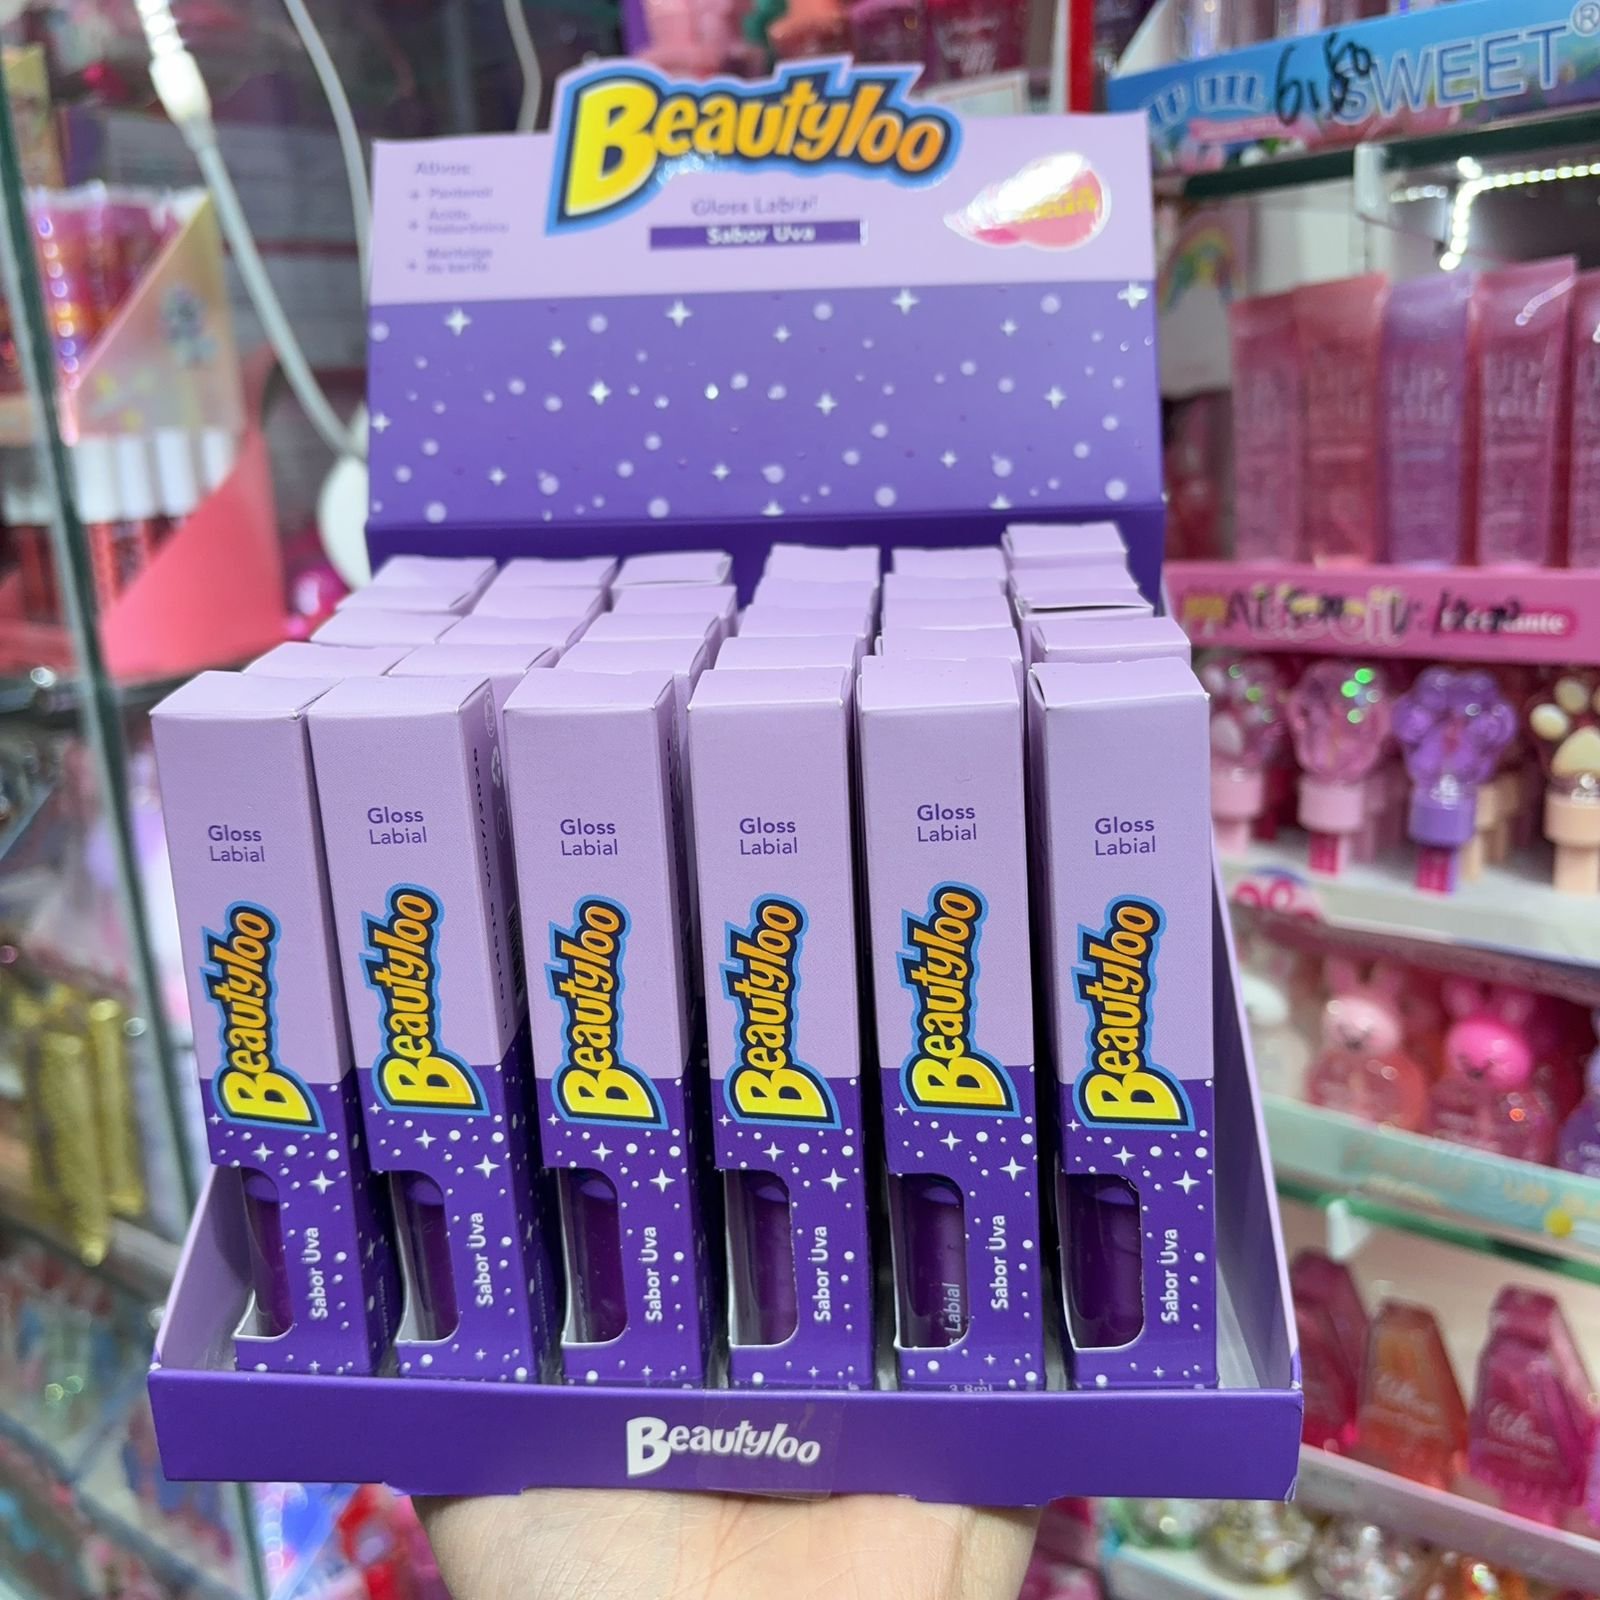 Beautyloo
Ativos:
+ Pantenol
+ Ácido
hialurônico
+ Manteiga
de karité
Gloss Labial
Sabor Uva
SWEET®
6,50
Gloss
Labial
Beautyloo
Sabor Uva
Gloss
Labial
Beautyloo
Sabor Uva
Gloss
Labial
Beautyloo
Sabor Uva
Gloss
Labial
Beautyloo
Sabor Uva
Gloss
Labial
Beautyloo
Sabor Uva
Labial
3,8ml
Gloss
Labial
Beautyloo
Sabor Uva
Beautyloo